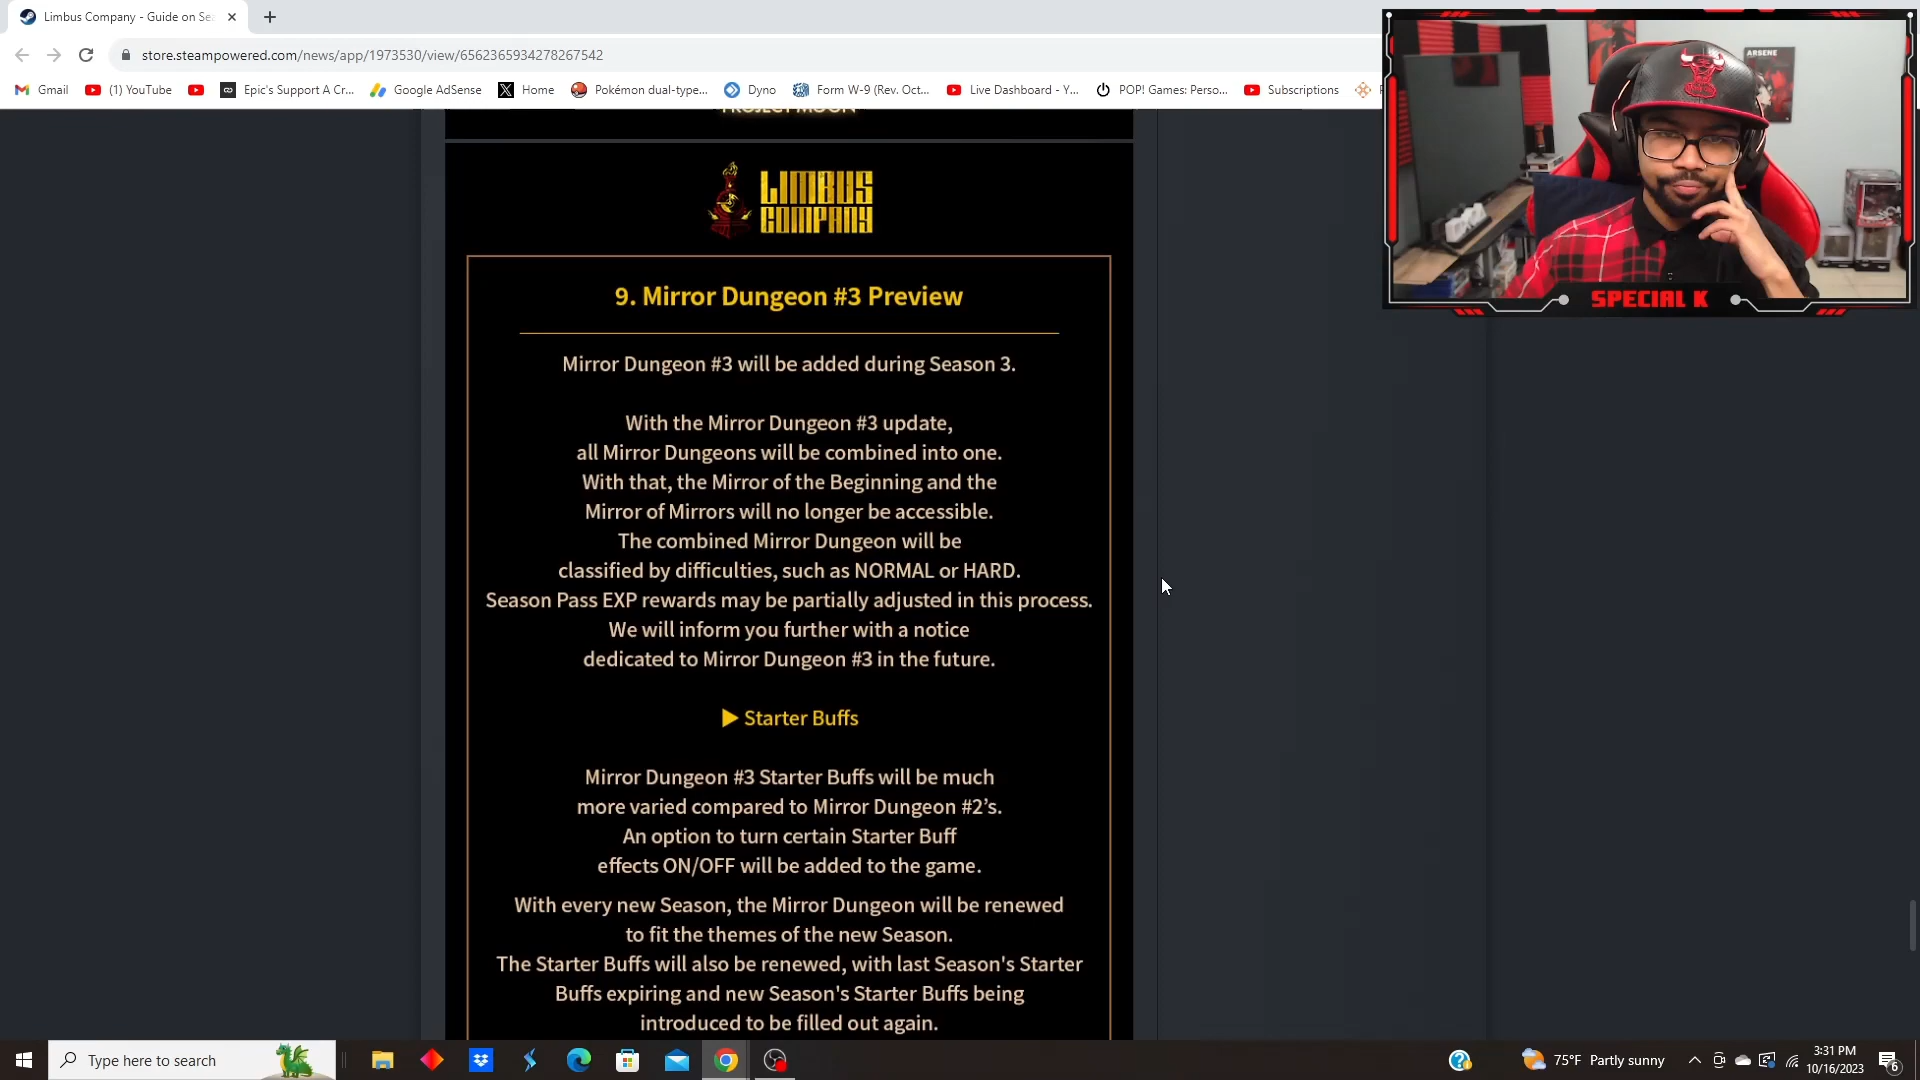 Limbus Company - Guide on Sea
store.steampowered.com/news/app/1973530/view/6562365934278267542
Gmail
(1) YouTube
Epic's Support A Cr...
Google AdSense
Home
Pokémon dual-type...
Dyno
Form W-9 (Rev. Oct...
Live Dashboard - Y...
POP! Games: Perso...
Subscriptions
ARSENE
SPECIAL K
PROJECT MOON
LIMBUS
COMPANY
9. Mirror Dungeon #3 Preview
Mirror Dungeon #3 will be added during Season 3.
With the Mirror Dungeon #3 update,
all Mirror Dungeons will be combined into one.
With that, the Mirror of the Beginning and the
Mirror of Mirrors will no longer be accessible.
The combined Mirror Dungeon will be
classified by difficulties, such as NORMAL or HARD.
Season Pass EXP rewards may be partially adjusted in this process.
We will inform you further with a notice
dedicated to Mirror Dungeon #3 in the future.
▶ Starter Buffs
Mirror Dungeon #3 Starter Buffs will be much
more varied compared to Mirror Dungeon #2's.
An option to turn certain Starter Buff
effects ON/OFF will be added to the game.
With every new Season, the Mirror Dungeon will be renewed
to fit the themes of the new Season.
The Starter Buffs will also be renewed, with last Season's Starter
Buffs expiring and new Season's Starter Buffs being
introduced to be filled out again.
Type here to search
75°F Partly sunny
3:31 PM
10/16/2023
6